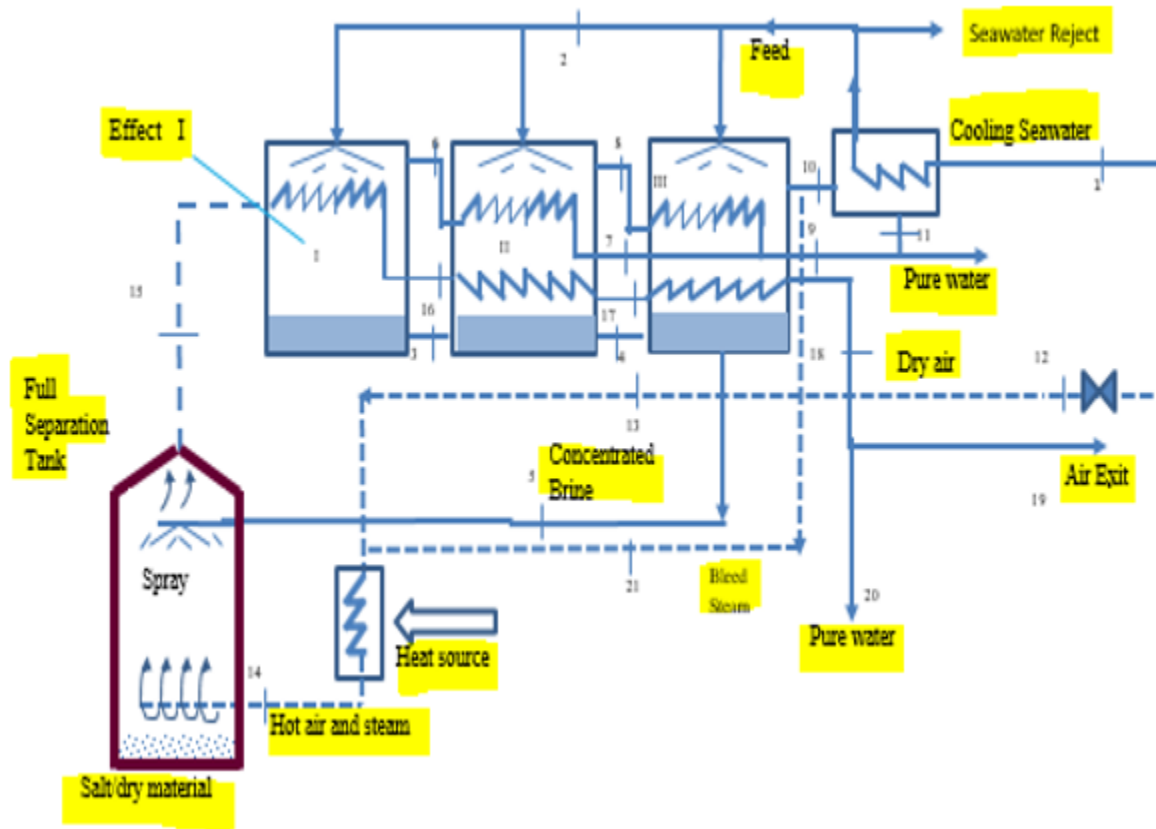 2
Feed
Seawater Reject
Effect I
Cooling Seawater
6
8
10
III
1
II
7
9
11
Pure water
15
16
17
3
4
18
Dry air
12
13
Full
Separation
Tank
Concentrated
Brine
5
Air Exit
19
Spray
21
Bleed
Steam
20
Pure water
Heat source
14
Hot air and steam
Salt/dry material